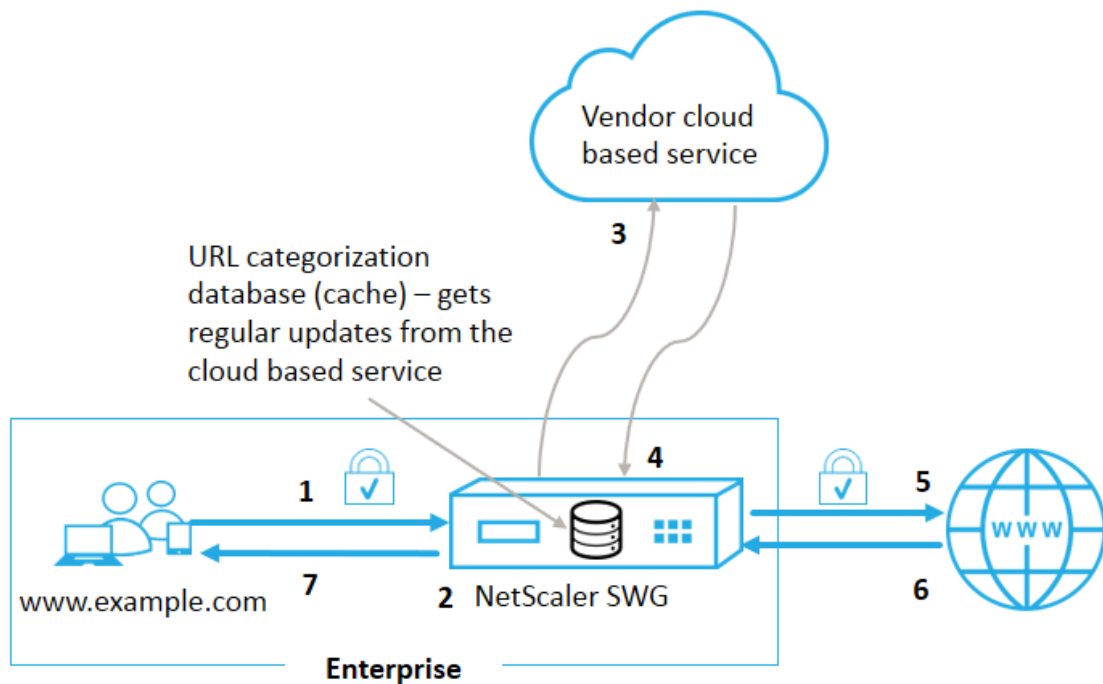 Vendor cloud
based service
3
URL categorization
database (cache) – gets
regular updates from the
cloud based service
4
1
5
WWW
7
2
NetScaler SWG
6
www.example.com
Enterprise